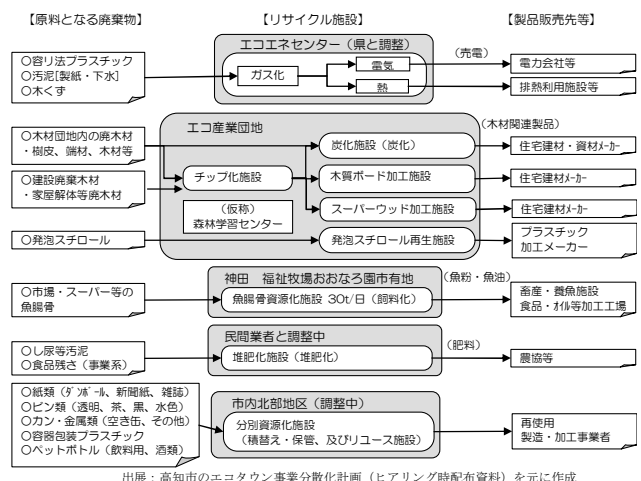 【原料となる廃棄物】
【リサイクル施設】
【製品販売先等】
○容リ法プラスチック
○汚泥[製紙・下水]
○木くず
エコエネセンター（県と調整）
ガス化
電気
熱
（売電）
電力会社等
排熱利用施設等
○木材団地内の廃木材
・樹皮、端材、木材等
○建設廃棄木材
・家屋解体等廃木材
○発泡スチロール
エコ産業団地
チップ化施設
（仮称）
森林学習センター
炭化施設（炭化）
木質ボード加工施設
スーパーウッド加工施設
発泡スチロール再生施設
（木材関連製品）
住宅建材・資材ﾒｰｶｰ
住宅建材ﾒｰｶｰ
住宅建材ﾒｰｶｰ
プラスチック
加工メーカー
○市場・スーパー等の
魚腸骨
神田　福祉牧場おおなろ園市有地
魚腸骨資源化施設 30t/日（飼料化）
（魚粉・魚油）
畜産・養魚施設
食品・ｵｲﾙ等加工工場
○し尿等汚泥
○食品残さ（事業系）
民間業者と調整中
堆肥化施設（堆肥化）
（肥料）
農協等
○紙類（ﾀﾞﾝﾎﾞｰﾙ、新聞紙、雑誌）
○ビン類（透明、茶、黒、水色）
○カン・金属類（空き缶、その他）
○容器包装プラスチック
○ペットボトル（飲料用、酒類）
市内北部地区（調整中）
分別資源化施設
（積替え・保管、及びリユース施設）
再使用
製造・加工事業者
出展：高知市のエコタウン事業分散化計画（ヒアリング時配布資料）を元に作成